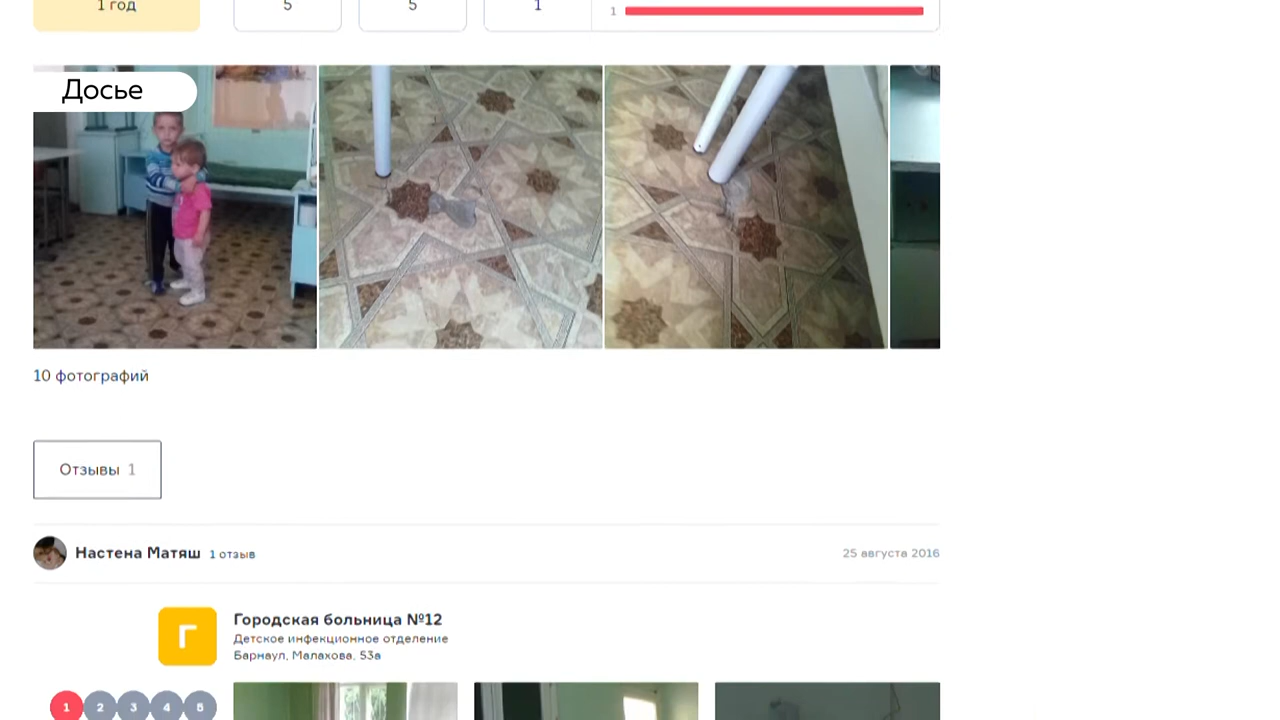 1 год
5
5
1
1
Досье
10 фотографий
Отзывы 1
Настена Матяш 1 отзыв
25 августа 2016
Г
Городская больница №12
Детское инфекционное отделение
Барнаул, Малахова, 53а
1 2 3 4 5